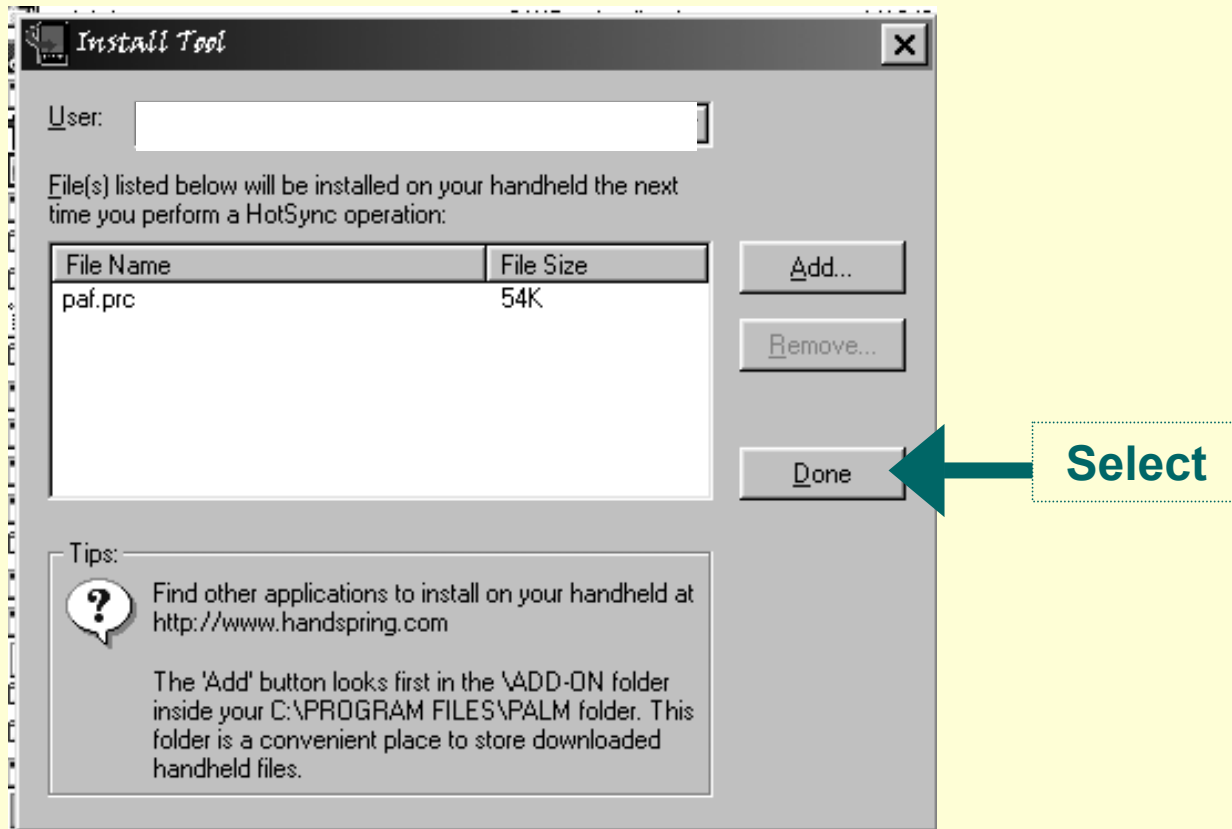 Install Tool
User:
File(s) listed below will be installed on your handheld the next
time you perform a HotSync operation:
File Name File Size
paf.prc 54K
Add...
Remove...
Done
Select
Tips:
Find other applications to install on your handheld at
http://www.handspring.com
The 'Add' button looks first in the \ADD-ON folder
inside your C:\PROGRAM FILES\PALM folder. This
folder is a convenient place to store downloaded
handheld files.